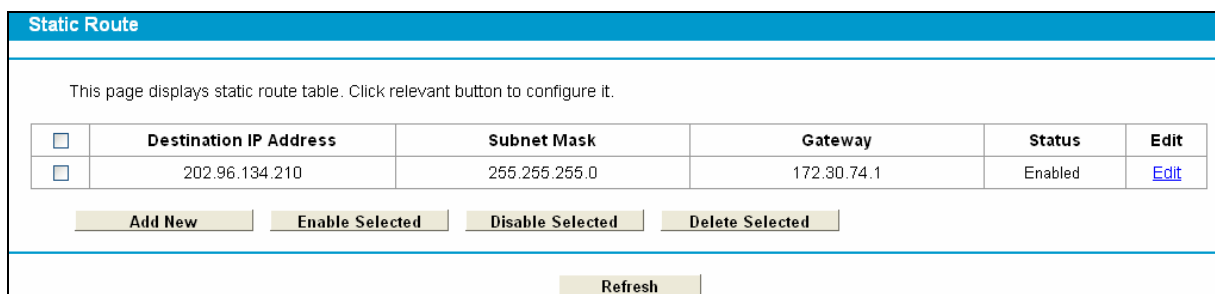 Static Route
This page displays static route table. Click relevant button to configure it.
Destination IP Address Subnet Mask Gateway Status Edit
202.96.134.210 255.255.255.0 172.30.74.1 Enabled Edit
Add New Enable Selected Disable Selected Delete Selected
Refresh